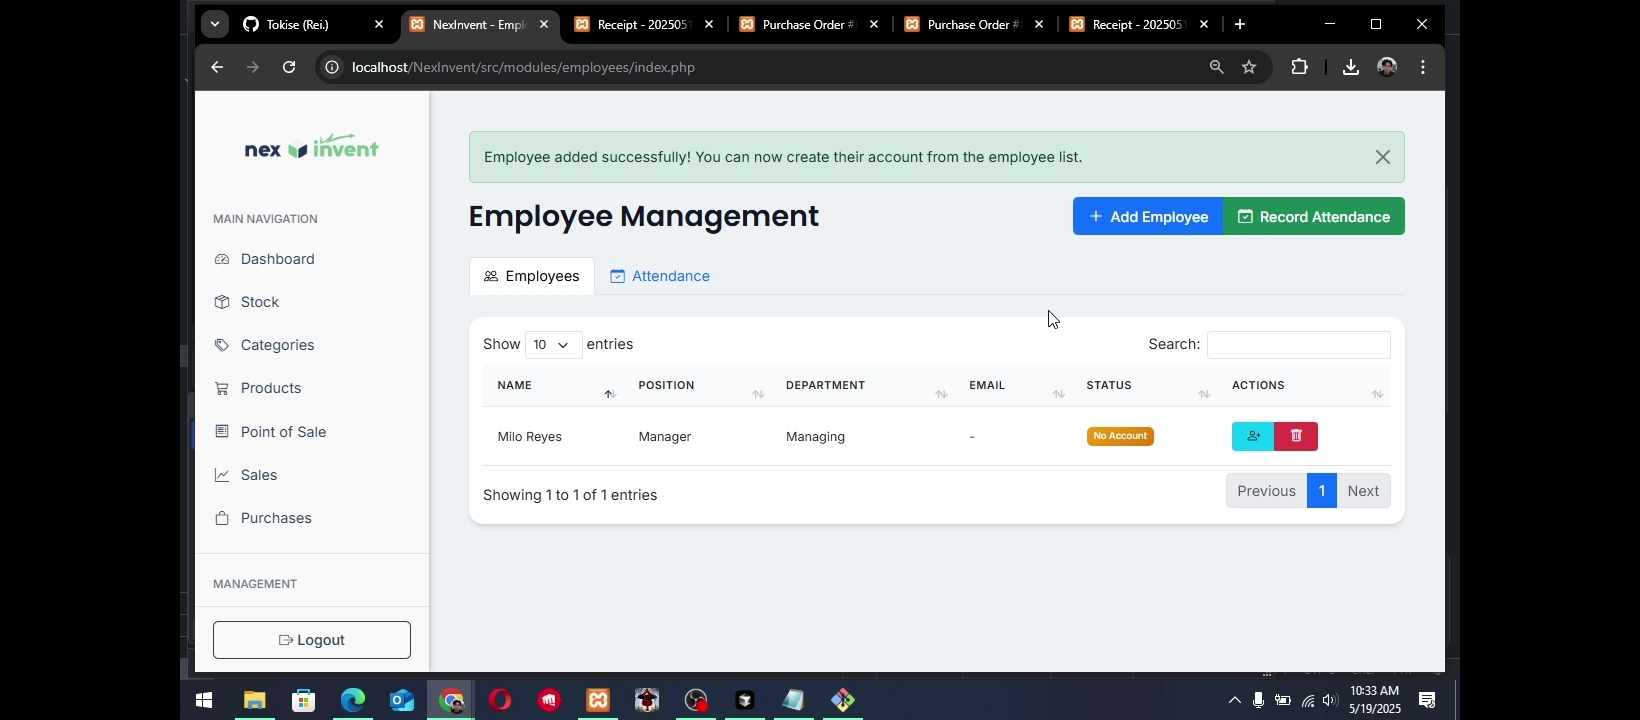 Tokise (Rei.)
NexInvent - Empl
Receipt - 202505
Purchase Order #
Purchase Order #
Receipt - 202505
localhost/NexInvent/src/modules/employees/index.php
nex invent
MAIN NAVIGATION
Dashboard
Stock
Categories
Products
Point of Sale
Sales
Purchases
MANAGEMENT
Logout
Employee added successfully! You can now create their account from the employee list.
Employee Management
Add Employee
Record Attendance
Employees
Attendance
Show 10 entries
Search:
NAME POSITION DEPARTMENT EMAIL STATUS ACTIONS
Milo Reyes Manager Managing - No Account
Showing 1 to 1 of 1 entries
Previous 1 Next
10:33 AM
5/19/2025